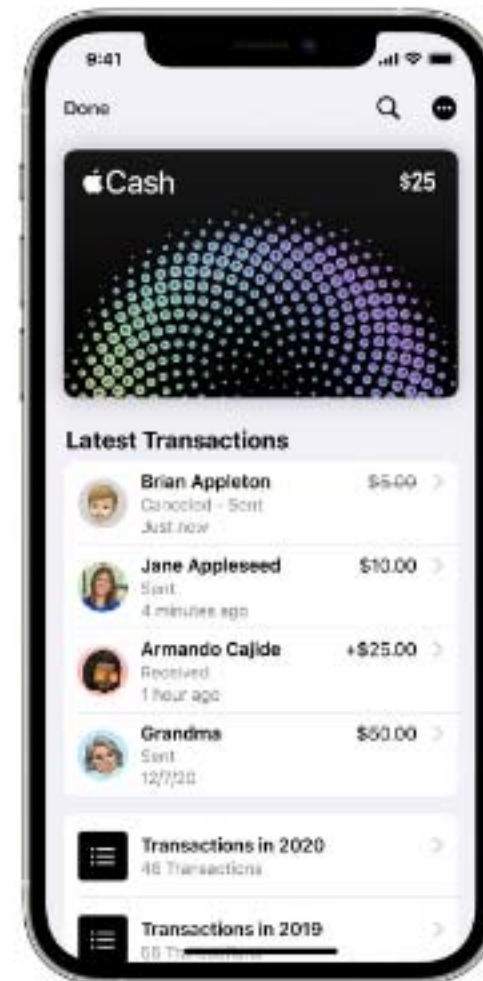 9:41
Done
Cash
$25
Latest Transactions
Brian Appleton
$5.00
Canceled - Sent
Just now
Jane Appleseed
$10.00
Sent
4 minutes ago
Armando Cajide
+$25.00
Received
1 hour ago
Grandma
$50.00
Sent
12/7/20
Transactions in 2020
46 Transactions
Transactions in 2019